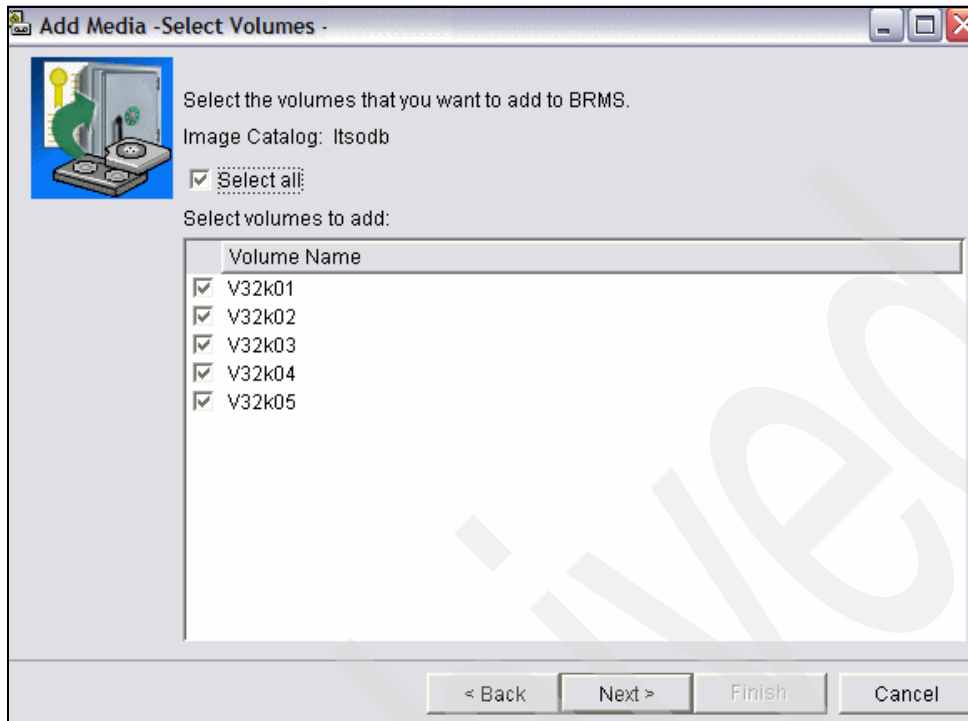 Add Media -Select Volumes -
Select the volumes that you want to add to BRMS.
Image Catalog: Itsodb
Select all
Select volumes to add:
Volume Name
V32k01
V32k02
V32k03
V32k04
V32k05
< Back Next > Finish Cancel